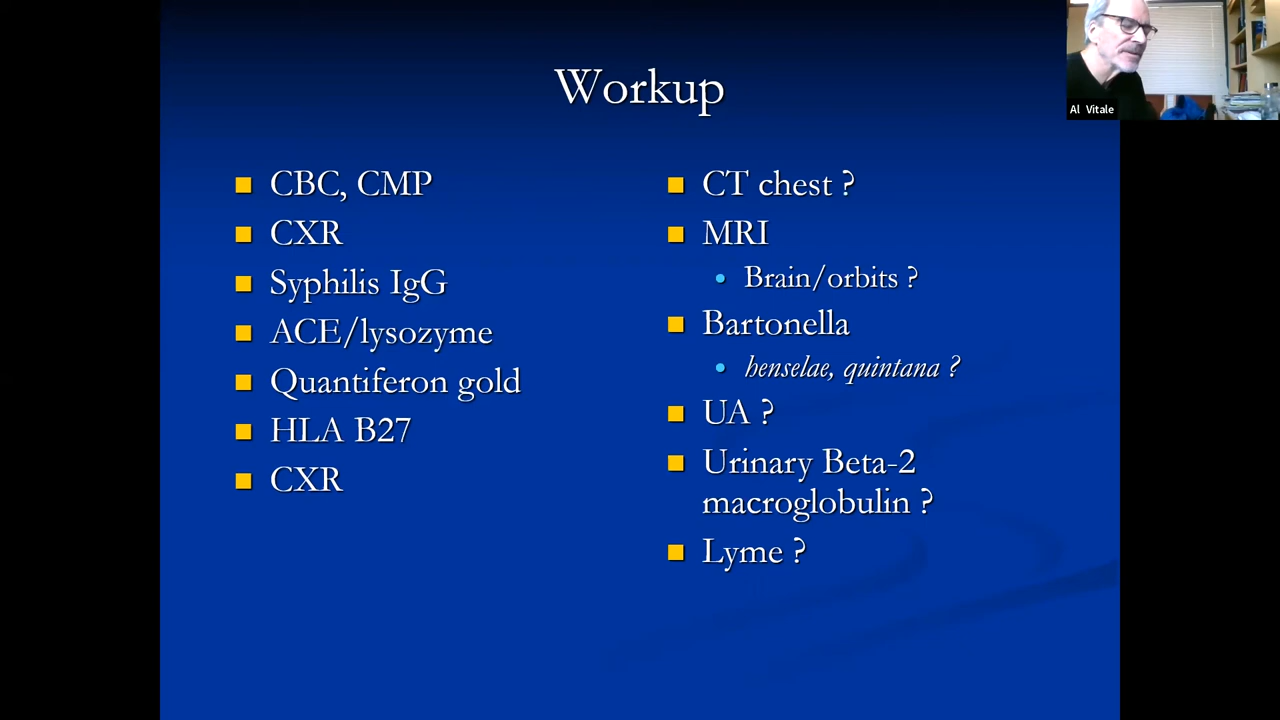 Workup
CBC, CMP
CXR
Syphilis IgG
ACE/lysozyme
Quantiferon gold
HLA B27
CXR
CT chest ?
MRI
Brain/orbits ?
Bartonella
henselae, quintana ?
UA ?
Urinary Beta-2
macroglobulin ?
Lyme ?
Al Vitale